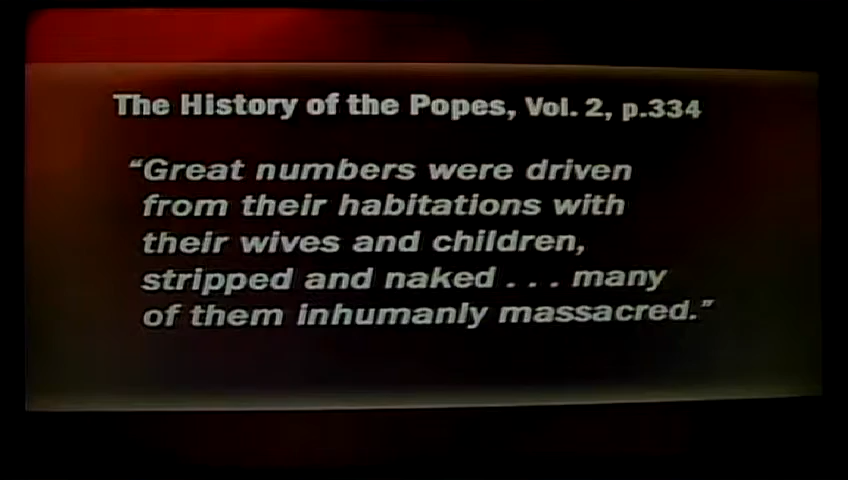 The History of the Popes, Vol. 2, p.334
“Great numbers were driven
from their habitations with
their wives and children,
stripped and naked . . . many
of them inhumanly massacred.”